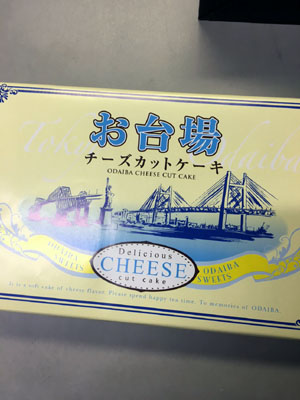 Tokyo Odaiba
お台場
チーズカットケーキ
ODAIBA CHEESE CUT CAKE
ODAIBA SWEETS
Delicious
CHEESE
cut cake
ODAIBA SWEETS
It is a soft cake of cheese flavor. Please spend happy tea time. To memories of ODAIBA.